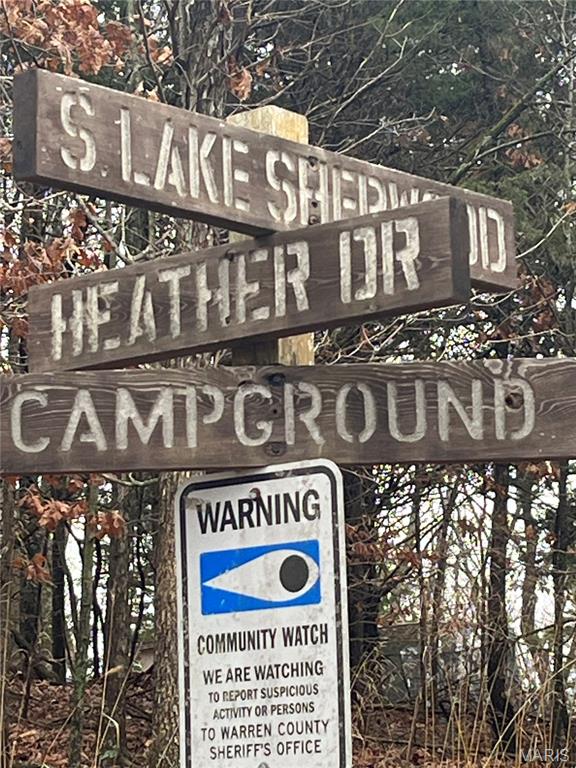 S. LAKE SHERWOOD
HEATHER DR
CAMPGROUND
WARNING
COMMUNITY WATCH
WE ARE WATCHING
TO REPORT SUSPICIOUS
ACTIVITY OR PERSONS
TO WARREN COUNTY
SHERIFF'S OFFICE
MARIS